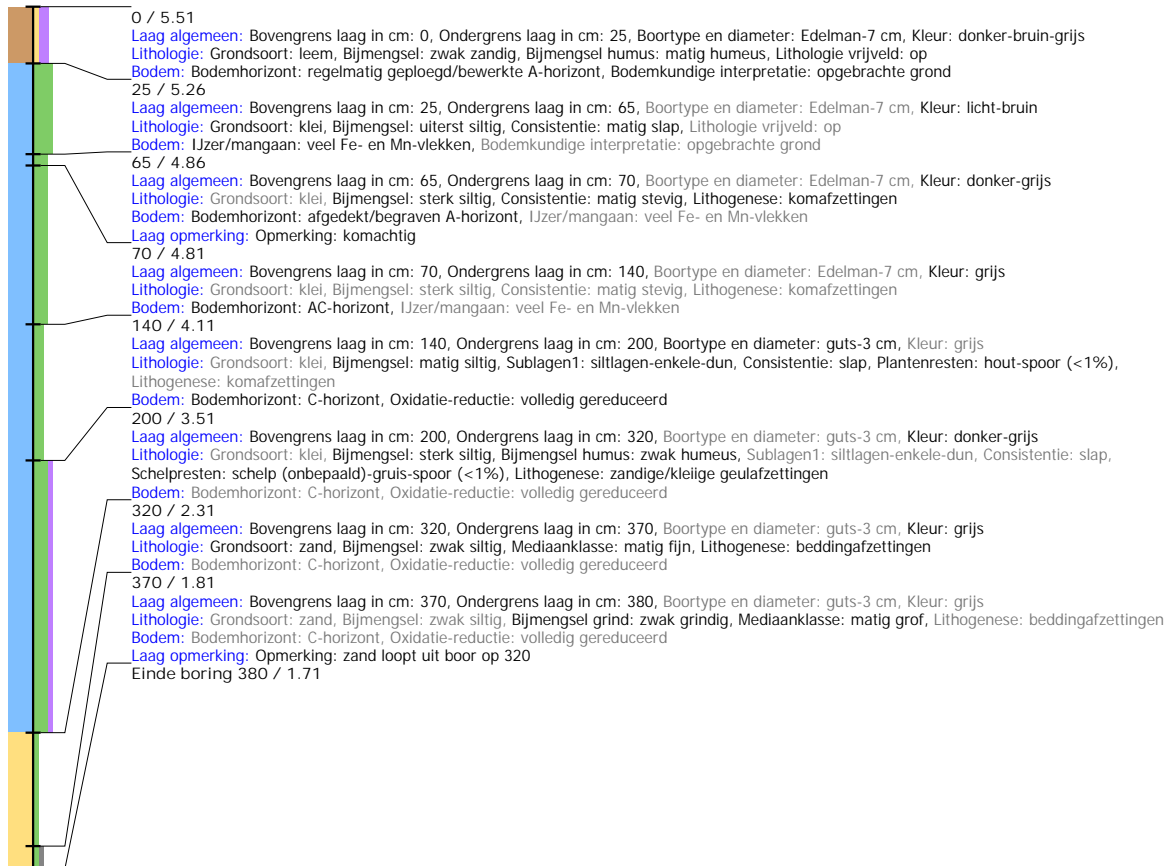 0 / 5.51
Laag algemeen: Bovengrens laag in cm: 0, Ondergrens laag in cm: 25, Boortype en diameter: Edelman-7 cm, Kleur: donker-bruin-grijs
Lithologie: Grondsoort: leem, Bijmengsel: zwak zandig, Bijmengsel humus: matig humeus, Lithologie vrijveld: op
Bodem: Bodemhorizont: regelmatig geploegd/bewerkte A-horizont, Bodemkundige interpretatie: opgebrachte grond
25 / 5.26
Laag algemeen: Bovengrens laag in cm: 25, Ondergrens laag in cm: 65, Boortype en diameter: Edelman-7 cm, Kleur: licht-bruin
Lithologie: Grondsoort: klei, Bijmengsel: uiterst siltig, Consistentie: matig slap, Lithologie vrijveld: op
Bodem: IJzer/mangaan: veel Fe- en Mn-vlekken, Bodemkundige interpretatie: opgebrachte grond
65 / 4.86
Laag algemeen: Bovengrens laag in cm: 65, Ondergrens laag in cm: 70, Boortype en diameter: Edelman-7 cm, Kleur: donker-grijs
Lithologie: Grondsoort: klei, Bijmengsel: sterk siltig, Consistentie: matig stevig, Lithogenese: komafzettingen
Bodem: Bodemhorizont: afgedekt/begraven A-horizont, IJzer/mangaan: veel Fe- en Mn-vlekken
Laag opmerking: Opmerking: komachtig
70 / 4.81
Laag algemeen: Bovengrens laag in cm: 70, Ondergrens laag in cm: 140, Boortype en diameter: Edelman-7 cm, Kleur: grijs
Lithologie: Grondsoort: klei, Bijmengsel: sterk siltig, Consistentie: matig stevig, Lithogenese: komafzettingen
Bodem: Bodemhorizont: AC-horizont, IJzer/mangaan: veel Fe- en Mn-vlekken
140 / 4.11
Laag algemeen: Bovengrens laag in cm: 140, Ondergrens laag in cm: 200, Boortype en diameter: guts-3 cm, Kleur: grijs
Lithologie: Grondsoort: klei, Bijmengsel: matig siltig, Sublagen1: siltlagen-enkele-dun, Consistentie: slap, Plantenresten: hout-spoor (<1%),
Lithogenese: komafzettingen
Bodem: Bodemhorizont: C-horizont, Oxidatie-reductie: volledig gereduceerd
200 / 3.51
Laag algemeen: Bovengrens laag in cm: 200, Ondergrens laag in cm: 320, Boortype en diameter: guts-3 cm, Kleur: donker-grijs
Lithologie: Grondsoort: klei, Bijmengsel: sterk siltig, Bijmengsel humus: zwak humeus, Sublagen1: siltlagen-enkele-dun, Consistentie: slap,
Schelpresten: schelp (onbepaald)-gruis-spoor (<1%), Lithogenese: zandige/kleiige geulafzettingen
Bodem: Bodemhorizont: C-horizont, Oxidatie-reductie: volledig gereduceerd
320 / 2.31
Laag algemeen: Bovengrens laag in cm: 320, Ondergrens laag in cm: 370, Boortype en diameter: guts-3 cm, Kleur: grijs
Lithologie: Grondsoort: zand, Bijmengsel: zwak siltig, Mediaanklasse: matig fijn, Lithogenese: beddingafzettingen
Bodem: Bodemhorizont: C-horizont, Oxidatie-reductie: volledig gereduceerd
370 / 1.81
Laag algemeen: Bovengrens laag in cm: 370, Ondergrens laag in cm: 380, Boortype en diameter: guts-3 cm, Kleur: grijs
Lithologie: Grondsoort: zand, Bijmengsel: zwak siltig, Bijmengsel grind: zwak grindig, Mediaanklasse: matig grof, Lithogenese: beddingafzettingen
Bodem: Bodemhorizont: C-horizont, Oxidatie-reductie: volledig gereduceerd
Laag opmerking: Opmerking: zand loopt uit boor op 320
Einde boring 380 / 1.71